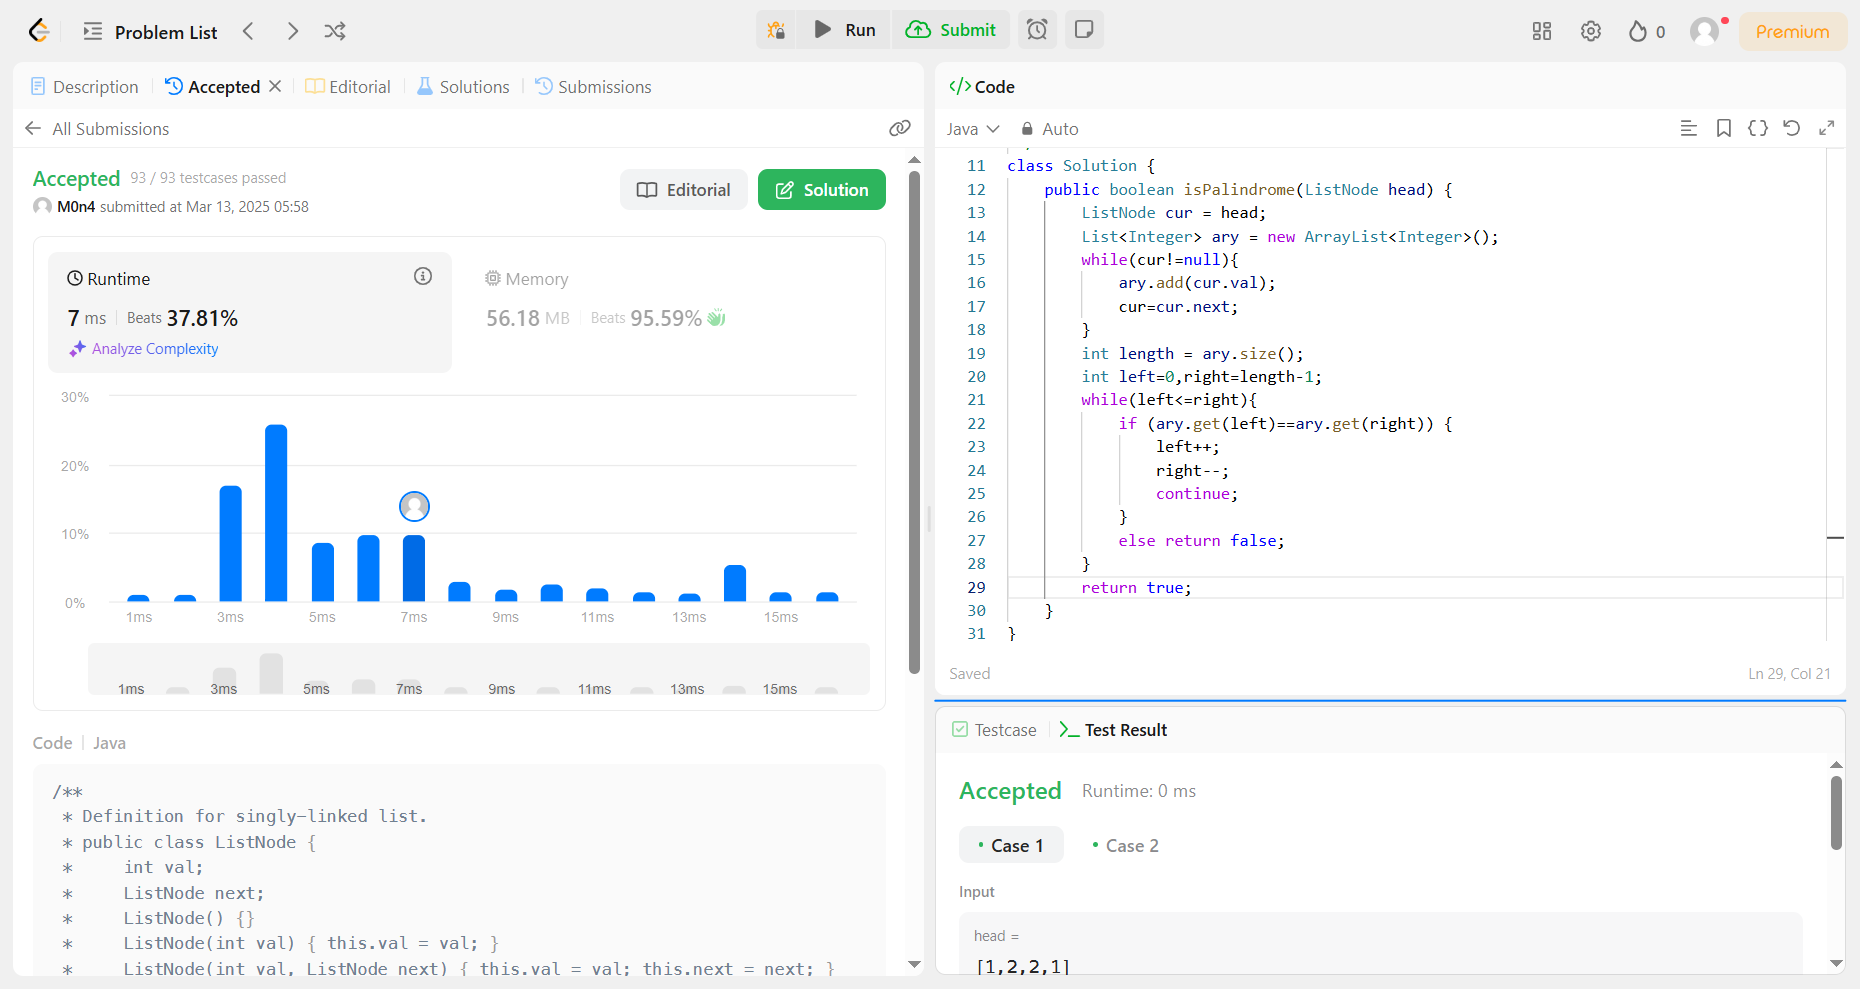 Problem List
Run
Submit
0
Premium
Description
Accepted
Editorial
Solutions
Submissions
All Submissions
Accepted 93 / 93 testcases passed
M0n4 submitted at Mar 13, 2025 05:58
Editorial
Solution
Runtime
7 ms Beats 37.81%
Analyze Complexity
Memory
56.18 MB Beats 95.59%
30%
20%
10%
0%
1ms 3ms 5ms 7ms 9ms 11ms 13ms 15ms
1ms 3ms 5ms 7ms 9ms 11ms 13ms 15ms
Code Java
/**
 * Definition for singly-linked list.
 * public class ListNode {
 *     int val;
 *     ListNode next;
 *     ListNode() {}
 *     ListNode(int val) { this.val = val; }
 *     ListNode(int val, ListNode next) { this.val = val; this.next = next; }
</> Code
Java Auto
11 class Solution {
12     public boolean isPalindrome(ListNode head) {
13         ListNode cur = head;
14         List<Integer> ary = new ArrayList<Integer>();
15         while(cur!=null){
16             ary.add(cur.val);
17             cur=cur.next;
18         }
19         int length = ary.size();
20         int left=0,right=length-1;
21         while(left<=right){
22             if (ary.get(left)==ary.get(right)) {
23                 left++;
24                 right--;
25                 continue;
26             }
27             else return false;
28         }
29         return true;
30     }
31 }
Saved
Ln 29, Col 21
Testcase
Test Result
Accepted Runtime: 0 ms
Case 1
Case 2
Input
head =
[1,2,2,1]